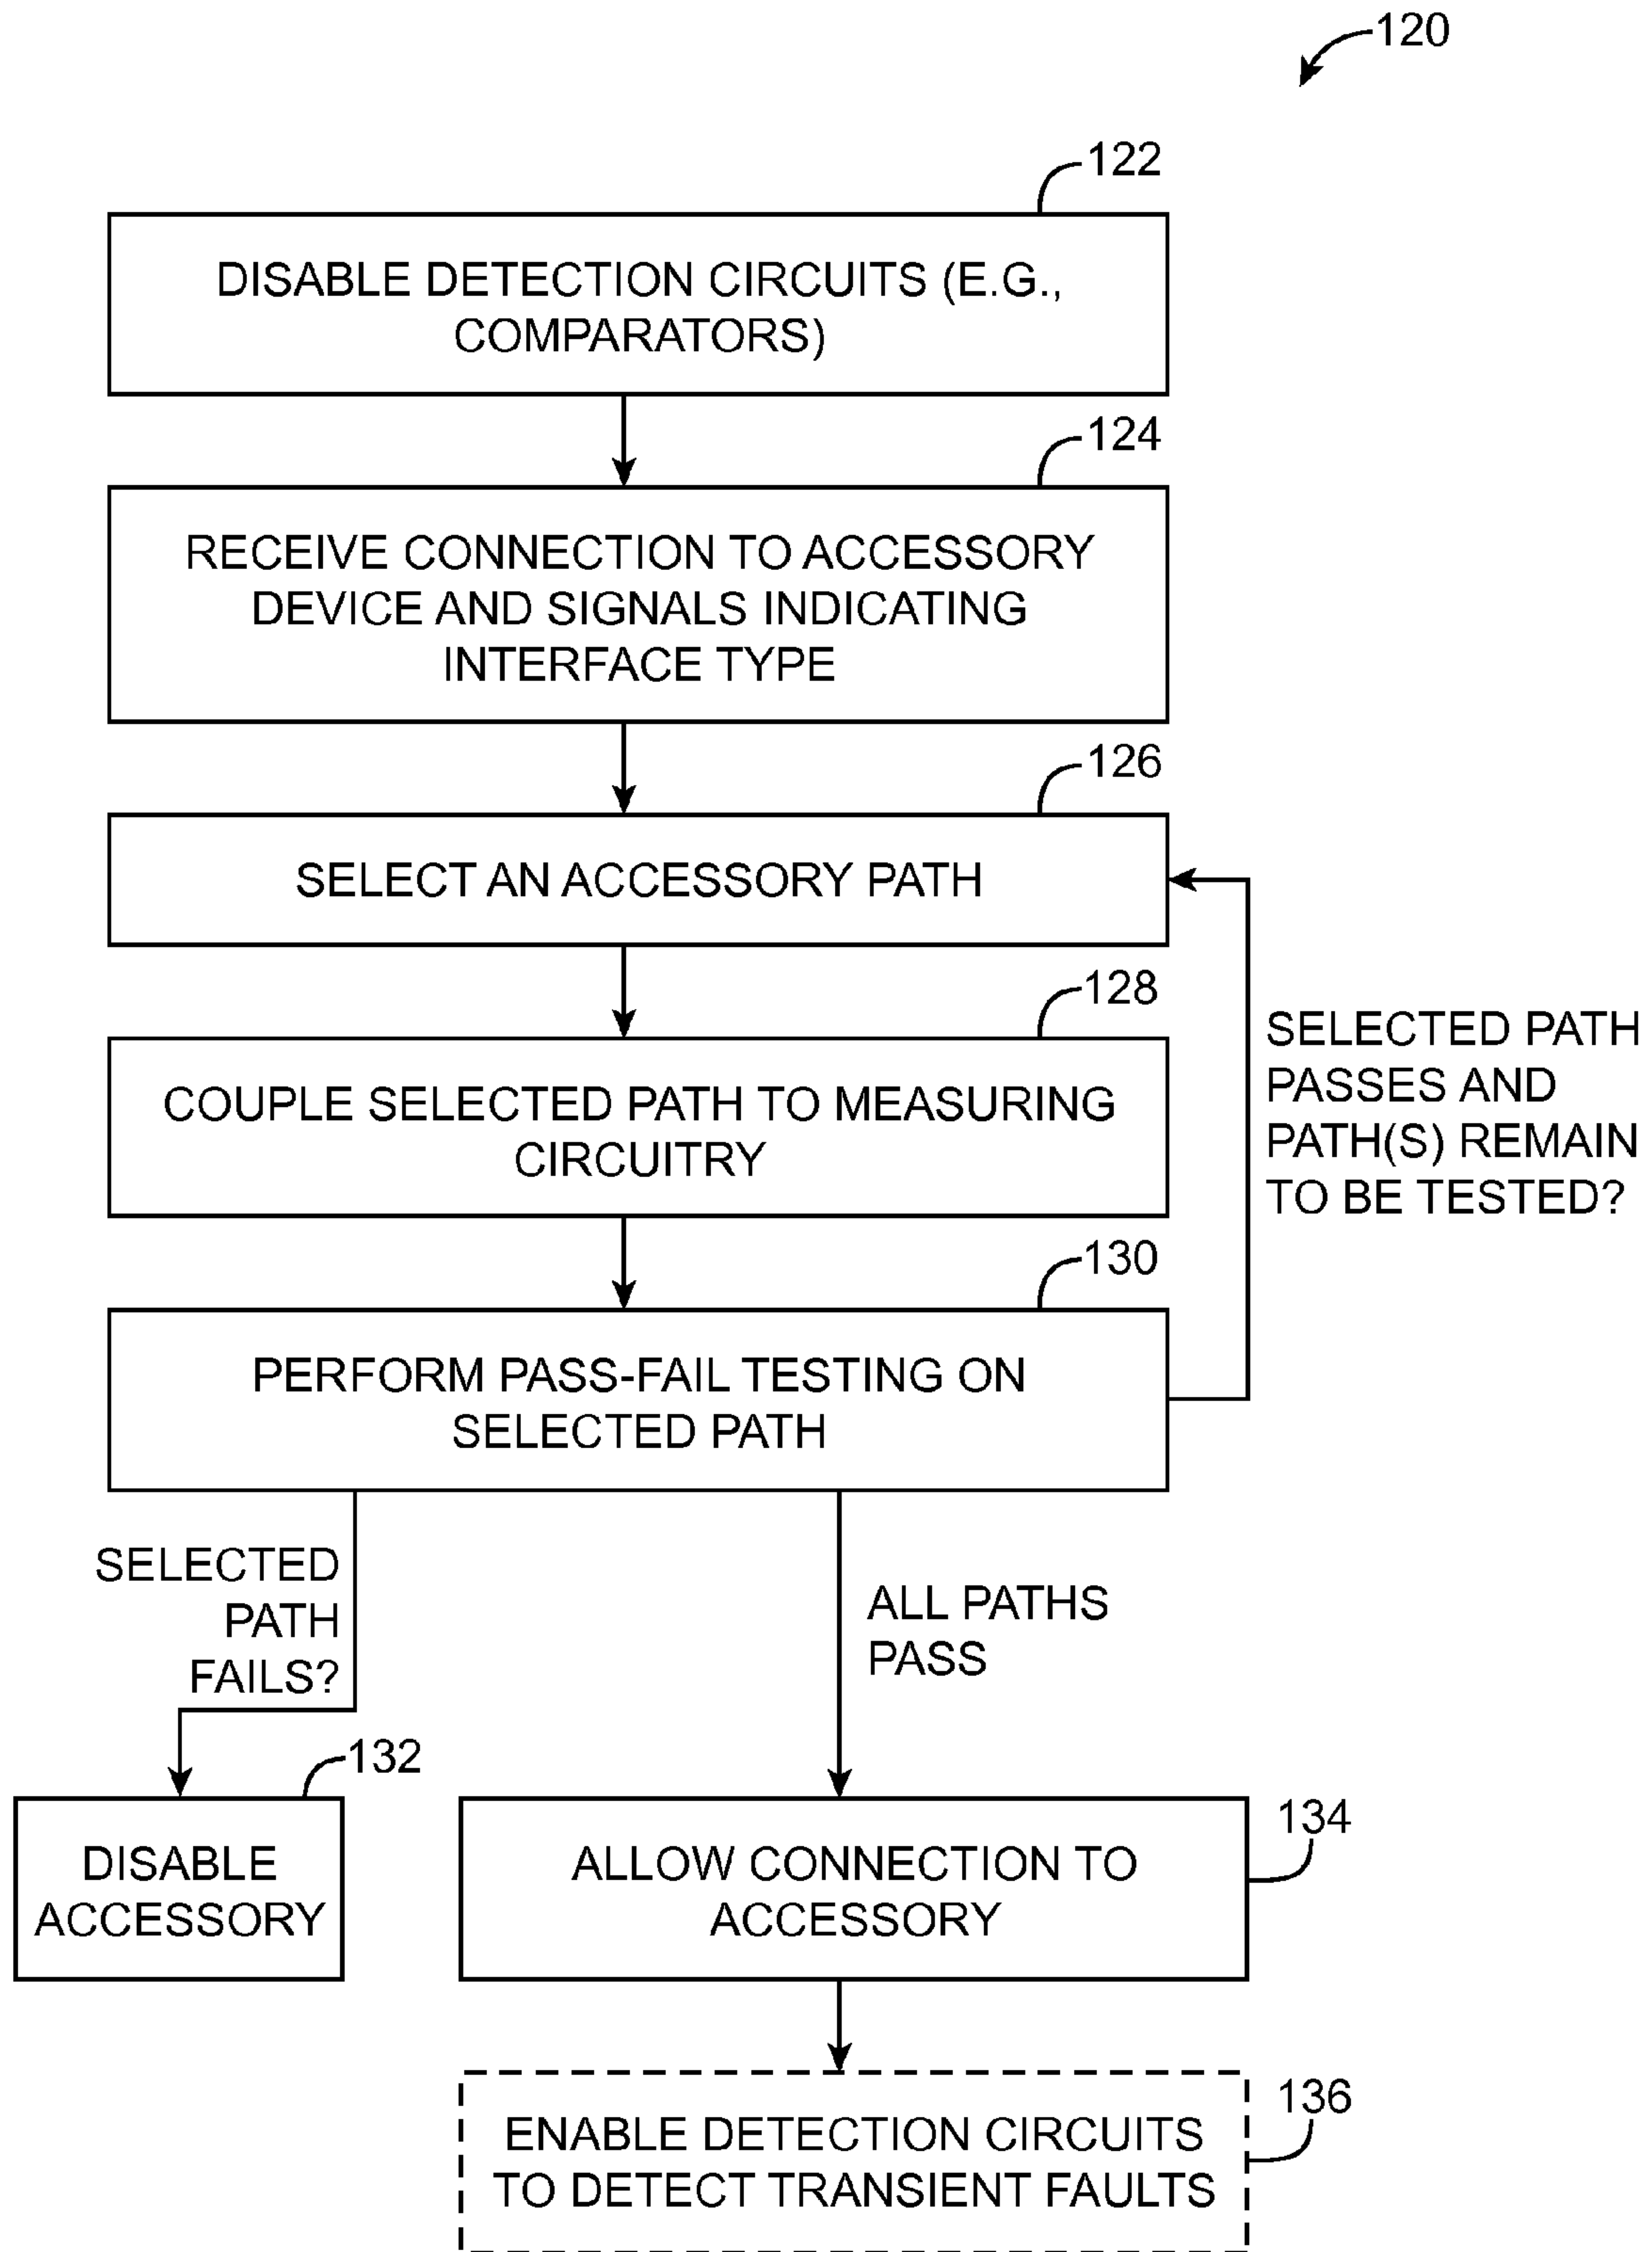 120
122
DISABLE DETECTION CIRCUITS (E.G.,
COMPARATORS)
124
RECEIVE CONNECTION TO ACCESSORY
DEVICE AND SIGNALS INDICATING
INTERFACE TYPE
126
SELECT AN ACCESSORY PATH
128
COUPLE SELECTED PATH TO MEASURING
CIRCUITRY
SELECTED PATH
PASSES AND
PATH(S) REMAIN
TO BE TESTED?
130
PERFORM PASS-FAIL TESTING ON
SELECTED PATH
SELECTED
PATH
FAILS?
ALL PATHS
PASS
132
DISABLE
ACCESSORY
134
ALLOW CONNECTION TO
ACCESSORY
136
ENABLE DETECTION CIRCUITS
TO DETECT TRANSIENT FAULTS